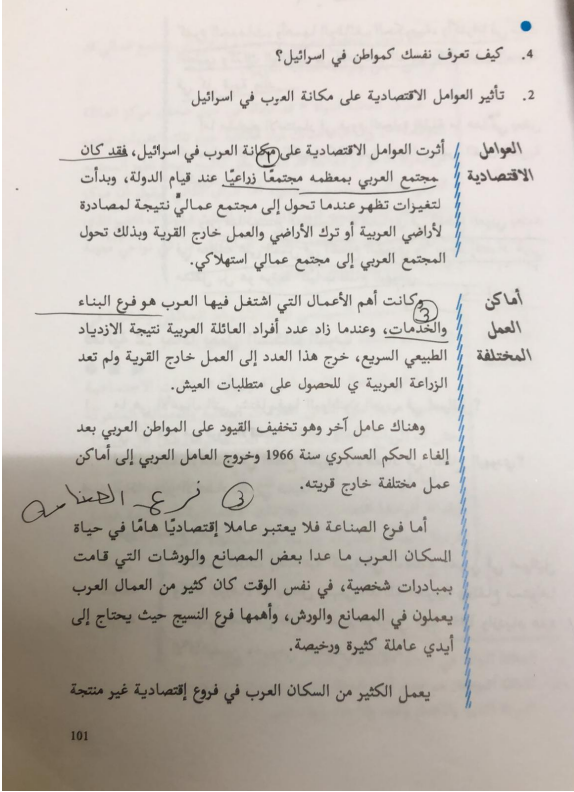 4. كيف تعرف نفسك كمواطن في اسرائيل؟
2. تأثير العوامل الاقتصادية على مكانة العرب في اسرائيل
العوامل
الاقتصادية
أثرت العوامل الاقتصادية على مكانة العرب في اسرائيل، فقد كان
مجتمع العربي بمعظمه مجتمعًا زراعيًا عند قيام الدولة، وبدأت
لتغيرات تظهر عندما تحول إلى مجتمع عماليّ نتيجة لمصادرة
لأراضي العربية أو ترك الأراضي والعمل خارج القرية وبذلك تحول
المجتمع العربي إلى مجتمع عمالي استهلاكي.
أماكن
العمل
المختلفة
وكانت أهم الأعمال التي اشتغل فيها العرب هو فرع البناء
والخدمات، وعندما زاد عدد أفراد العائلة العربية نتيجة الازدياد
الطبيعي السريع، خرج هذا العدد إلى العمل خارج القرية ولم تعد
الزراعة العربية ي للحصول على متطلبات العيش.
وهناك عامل آخر وهو تخفيف القيود على المواطن العربي بعد
إلغاء الحكم العسكري سنة 1966 وخروج العامل العربي إلى أماكن
عمل مختلفة خارج قريته.
3 فرع الصناعة
أما فرع الصناعة فلا يعتبر عاملا إقتصاديًا هامًا في حياة
السكان العرب ما عدا بعض المصانع والورشات التي قامت
بمبادرات شخصية، في نفس الوقت كان كثير من العمال العرب
يعملون في المصانع والورش، وأهمها فرع النسيج حيث يحتاج إلى
أيدي عاملة كثيرة ورخيصة.
يعمل الكثير من السكان العرب في فروع إقتصادية غير منتجة
101